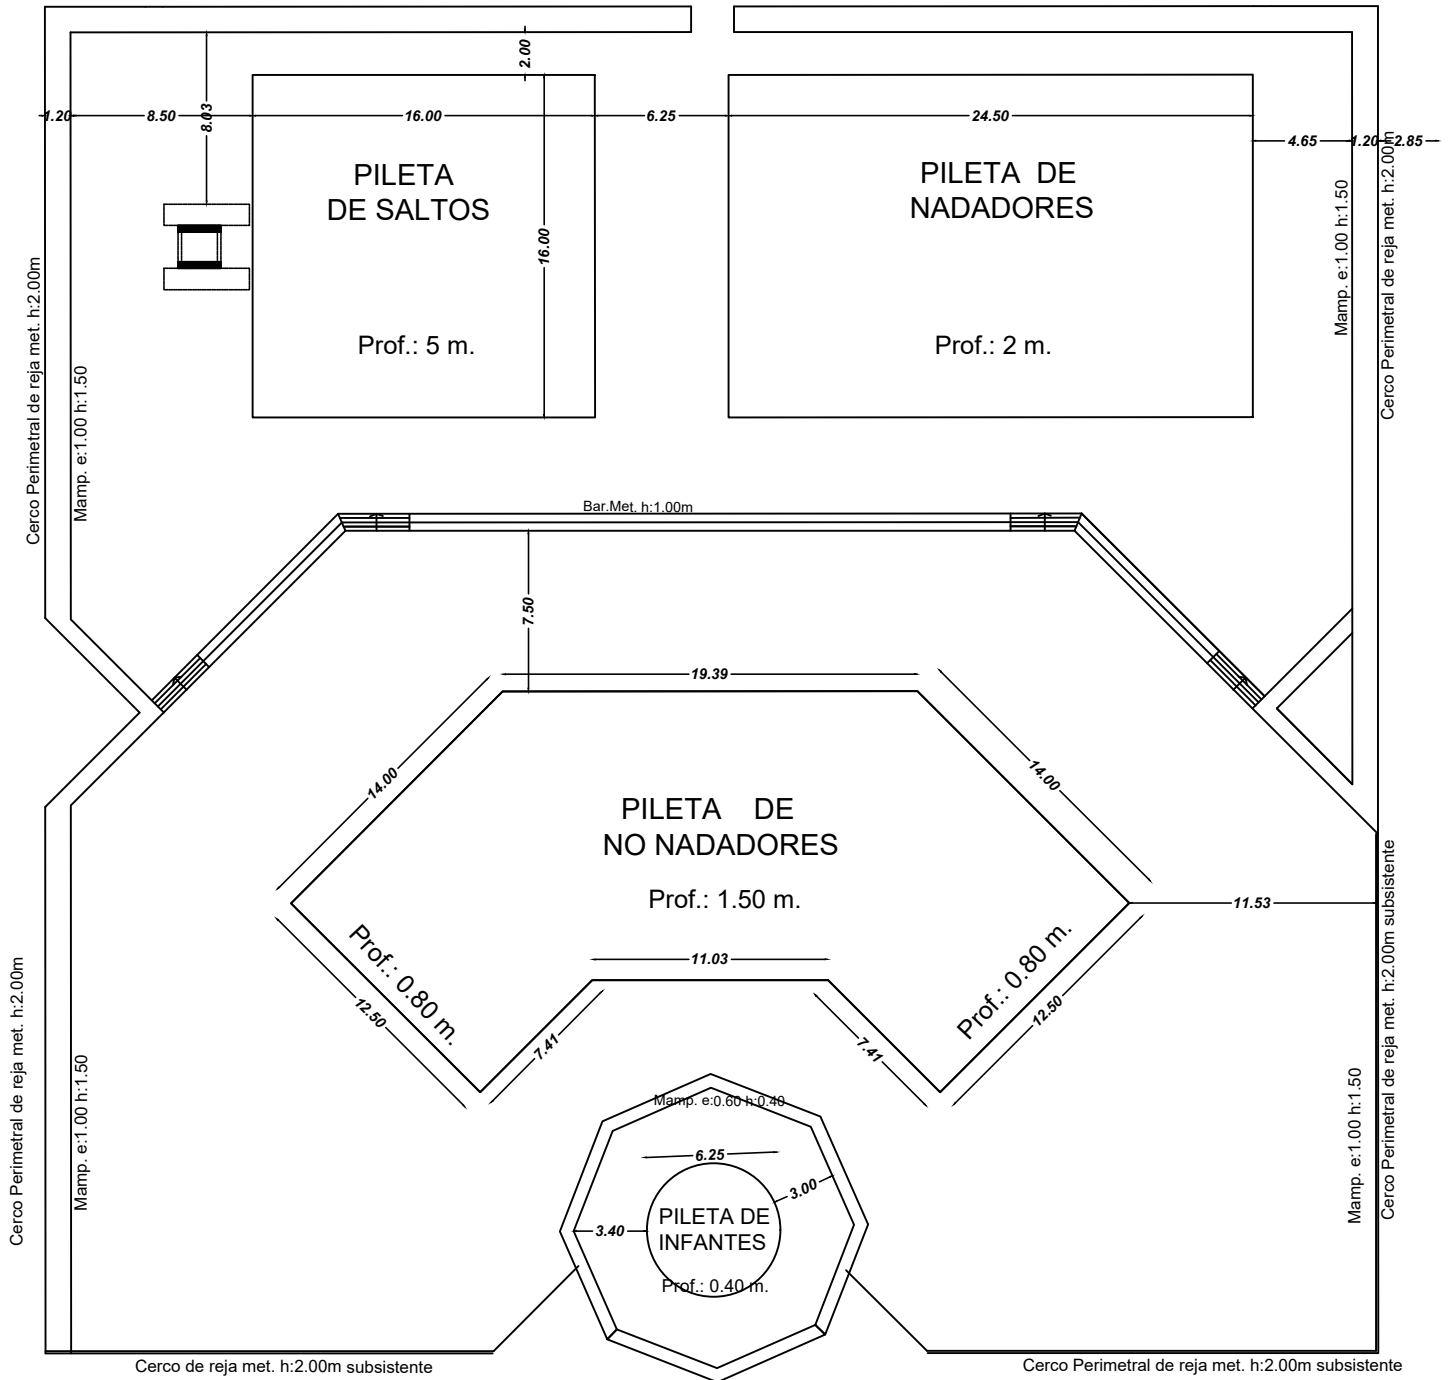 2.00
1.20
8.50
8.03
16.00
6.25
24.50
4.65
1.20
2.85
PILETA
DE SALTOS
16.00
Prof.: 5 m.
PILETA DE
NADADORES
Prof.: 2 m.
Cerco Perimetral de reja met. h:2.00m
Mamp. e:1.00 h:1.50
Mamp. e:1.00 h:1.50
Cerco Perimetral de reja met. h:2.00m
Bar.Met. h:1.00m
7.50
19.39
14.00
14.00
PILETA DE
NO NADADORES
Prof.: 1.50 m.
11.53
Prof.: 0.80 m.
12.50
11.03
Prof.: 0.80 m.
12.50
7.41
7.41
Cerco Perimetral de reja met. h:2.00m
Mamp. e:1.00 h:1.50
Mamp. e:1.00 h:1.50
Cerco Perimetral de reja met. h:2.00m subsistente
Mamp. e:0.60 h:0.40
6.25
3.00
3.40
PILETA DE
INFANTES
Prof.: 0.40 m.
Cerco de reja met. h:2.00m subsistente
Cerco Perimetral de reja met. h:2.00m subsistente